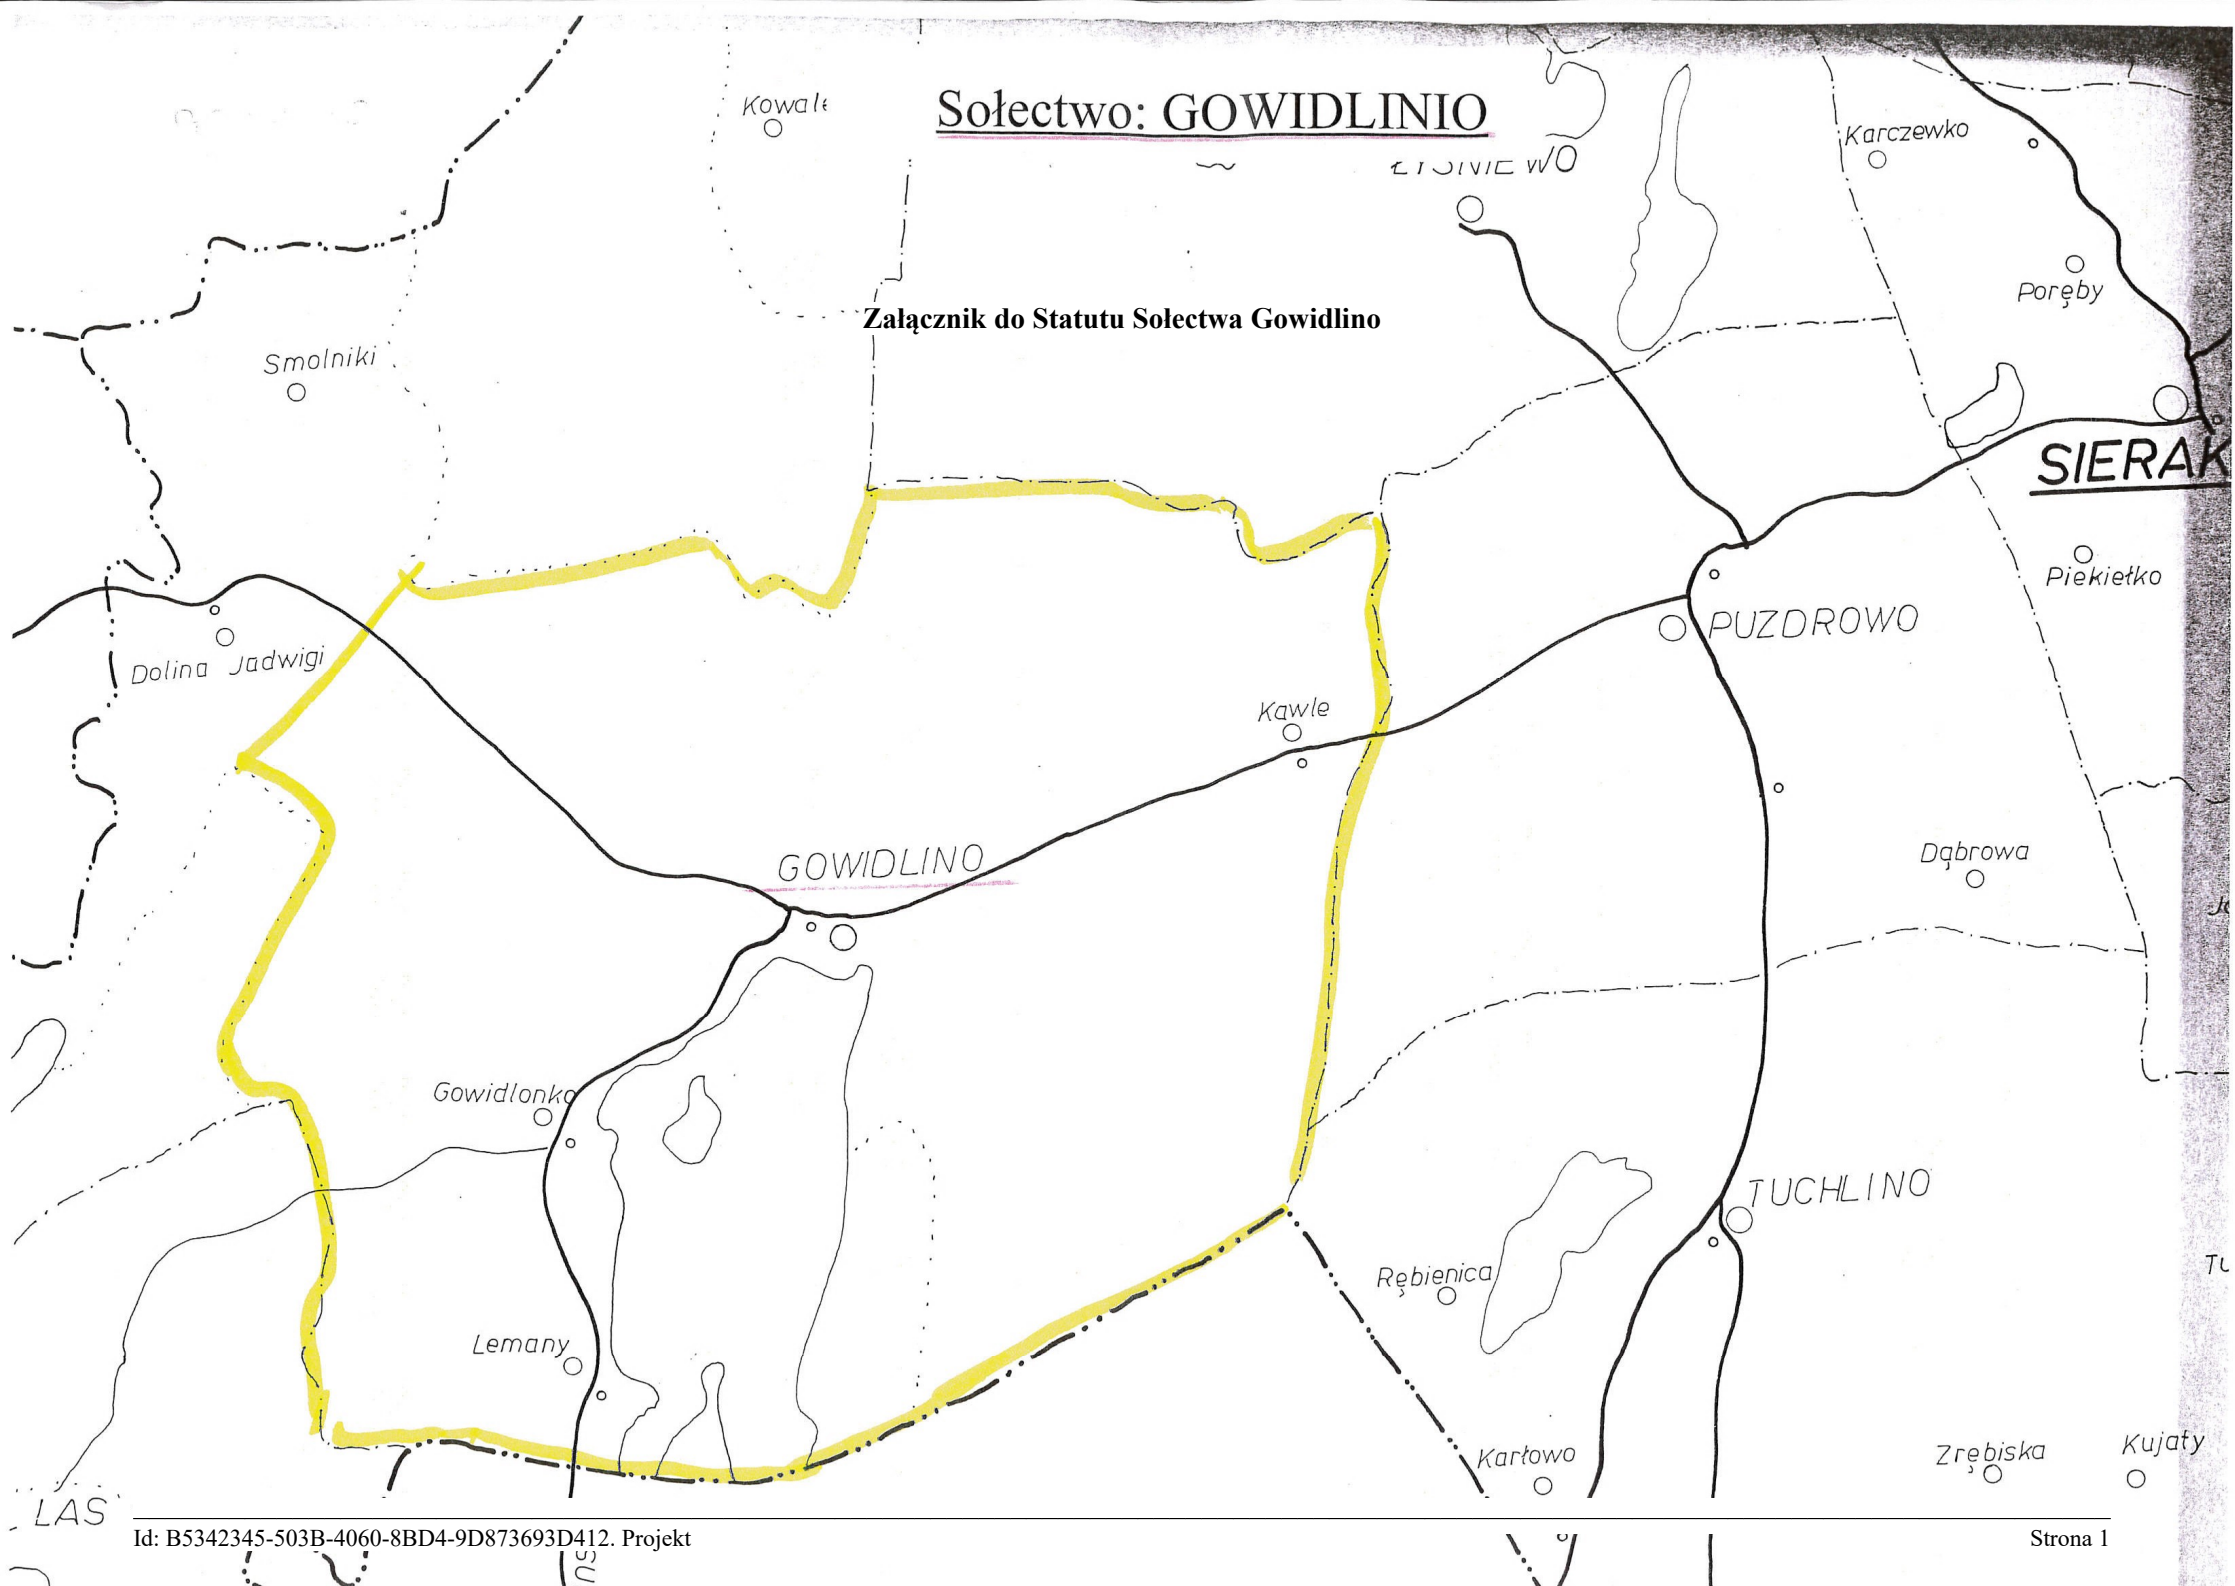 Kowale
Sołectwo: GOWIDLINIO
Karczewko
Poręby
Załącznik do Statutu Sołectwa Gowidlino
Smolniki
SIERAK
Piekiełko
PUZDROWO
Dolina Jadwigi
Kawle
GOWIDLINO
Dąbrowa
Gowidlonko
TUCHLINO
Rębienica
Lemany
Karłowo
Zrębiska
Kujaty
LAS
Id: B5342345-503B-4060-8BD4-9D873693D412. Projekt
Strona 1